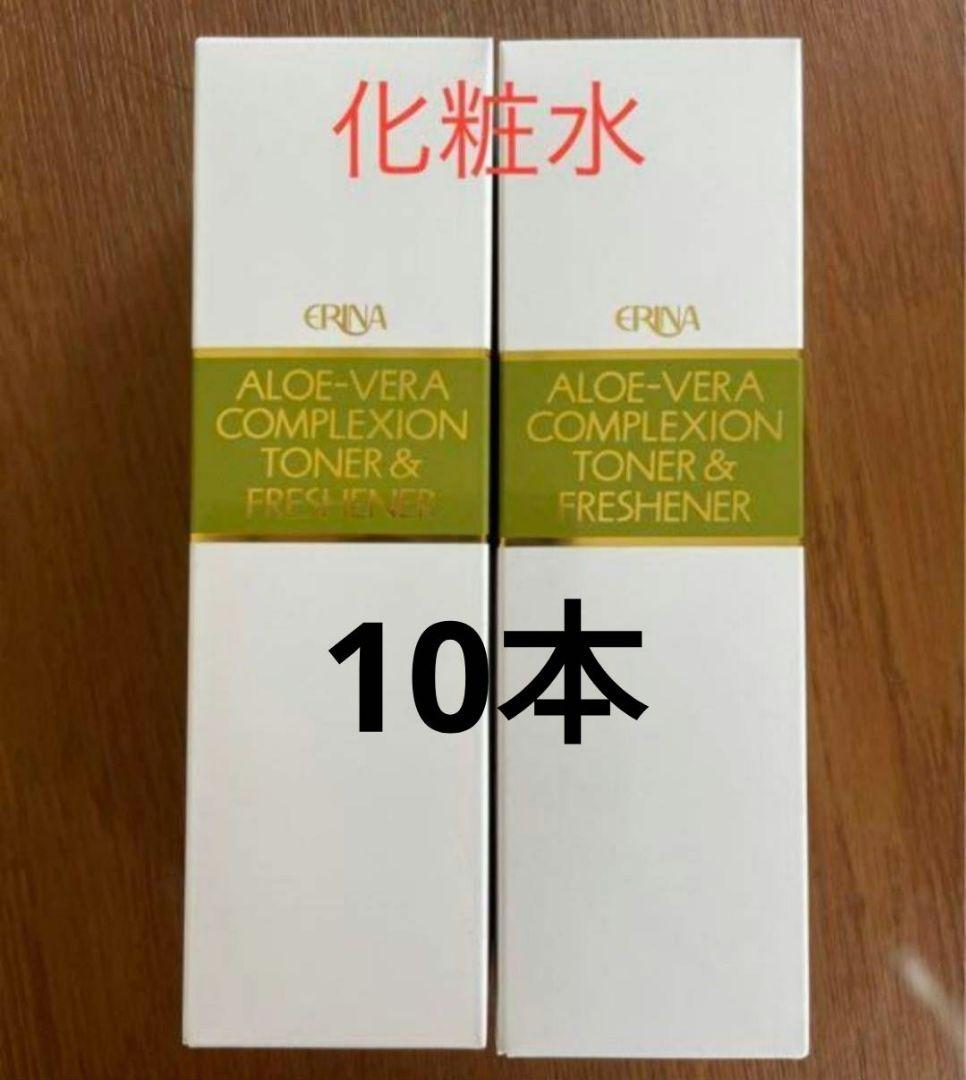 化粧水
ERINA
ALOE-VERA
COMPLEXION
TONER &
FRESHENER
ERINA
ALOE-VERA
COMPLEXION
TONER &
FRESHENER
10本